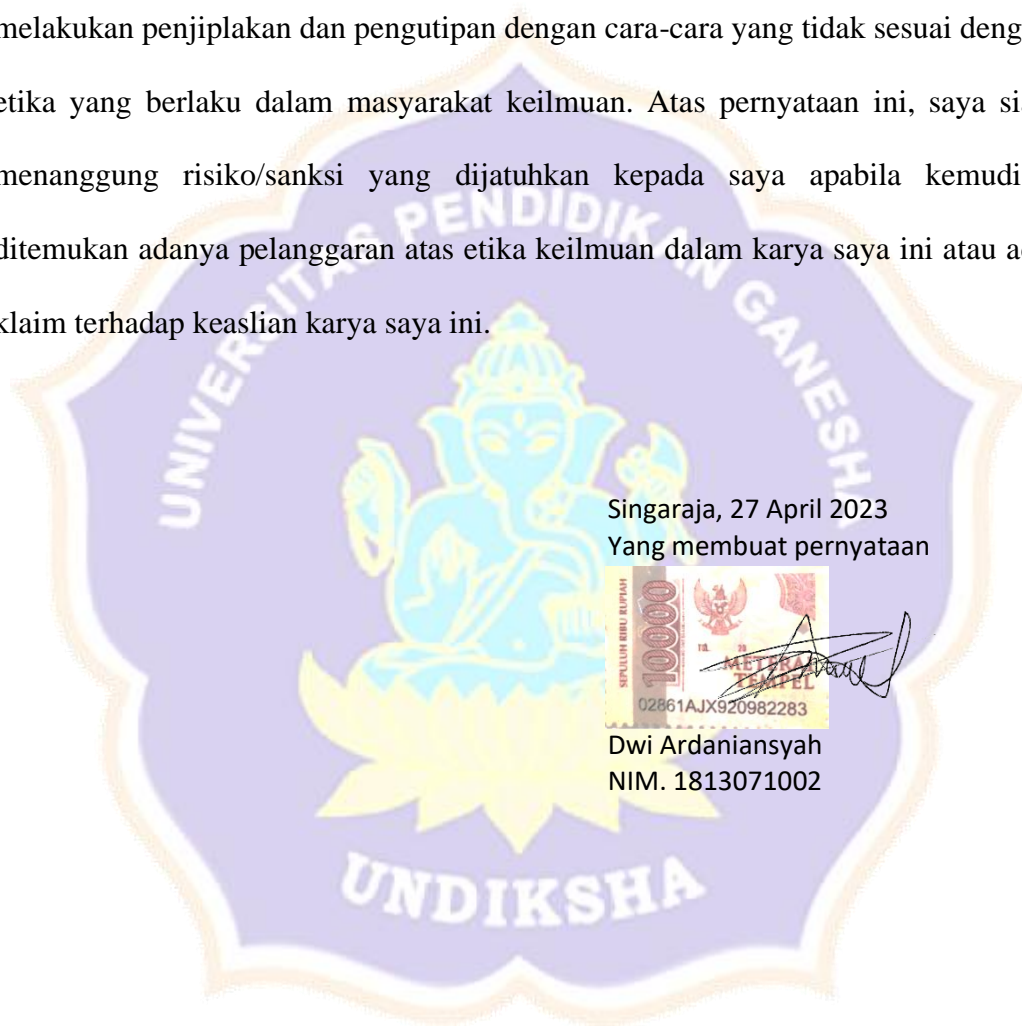 melakukan penjiplakan dan pengutipan dengan cara-cara yang tidak sesuai deng
etika yang berlaku dalam masyarakat keilmuan. Atas pernyataan ini, saya si
menanggung risiko/sanksi yang dijatuhkan kepada saya apabila kemudi
ditemukan adanya pelanggaran atas etika keilmuan dalam karya saya ini atau ad
klaim terhadap keaslian karya saya ini.
UNIVERSITAS PENDIDIKAN GANESHA
Singaraja, 27 April 2023
Yang membuat pernyataan
SEPULUH RIBU RUPIAH
10000
METERAI
TEMPEL
02861AJX920982283
Dwi Ardaniansyah
NIM. 1813071002
UNDIKSHA